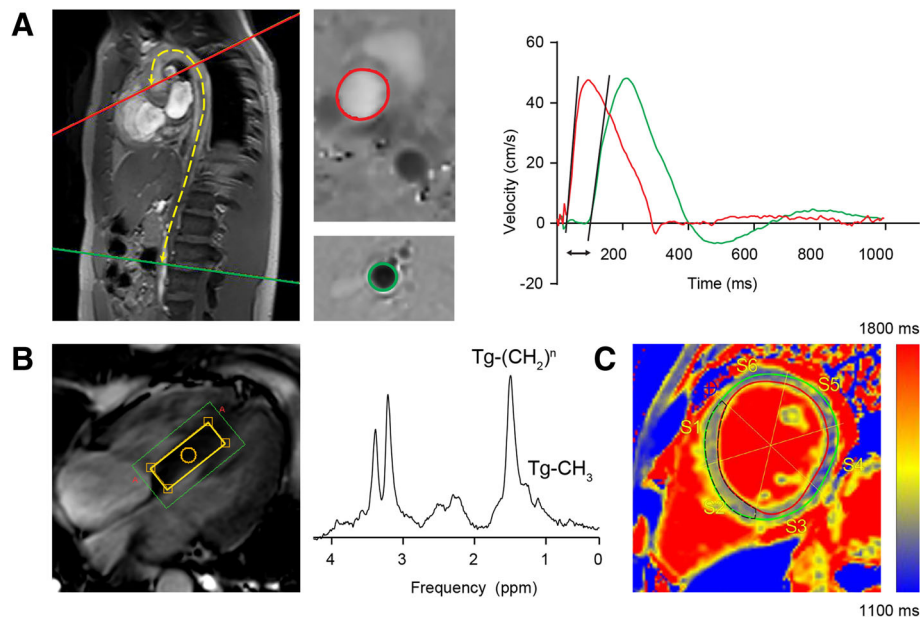 A
60
40
20
0
-20
Velocity (cm/s)
200
400
600
800
1000
Time (ms)
B
A
Tg-(CH2)n
Tg-CH3
4
3
2
1
0
Frequency (ppm)
C
1800 ms
S6
S5
S1
S4
S2
S3
1100 ms